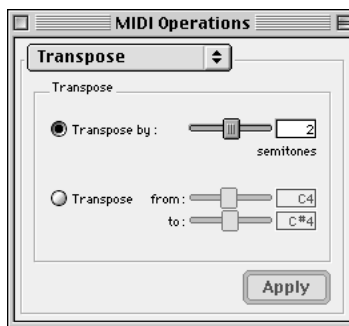 MIDI Operations
Transpose
Transpose
Transpose by: 2
semitones
Transpose from: C4
to: C#4
Apply